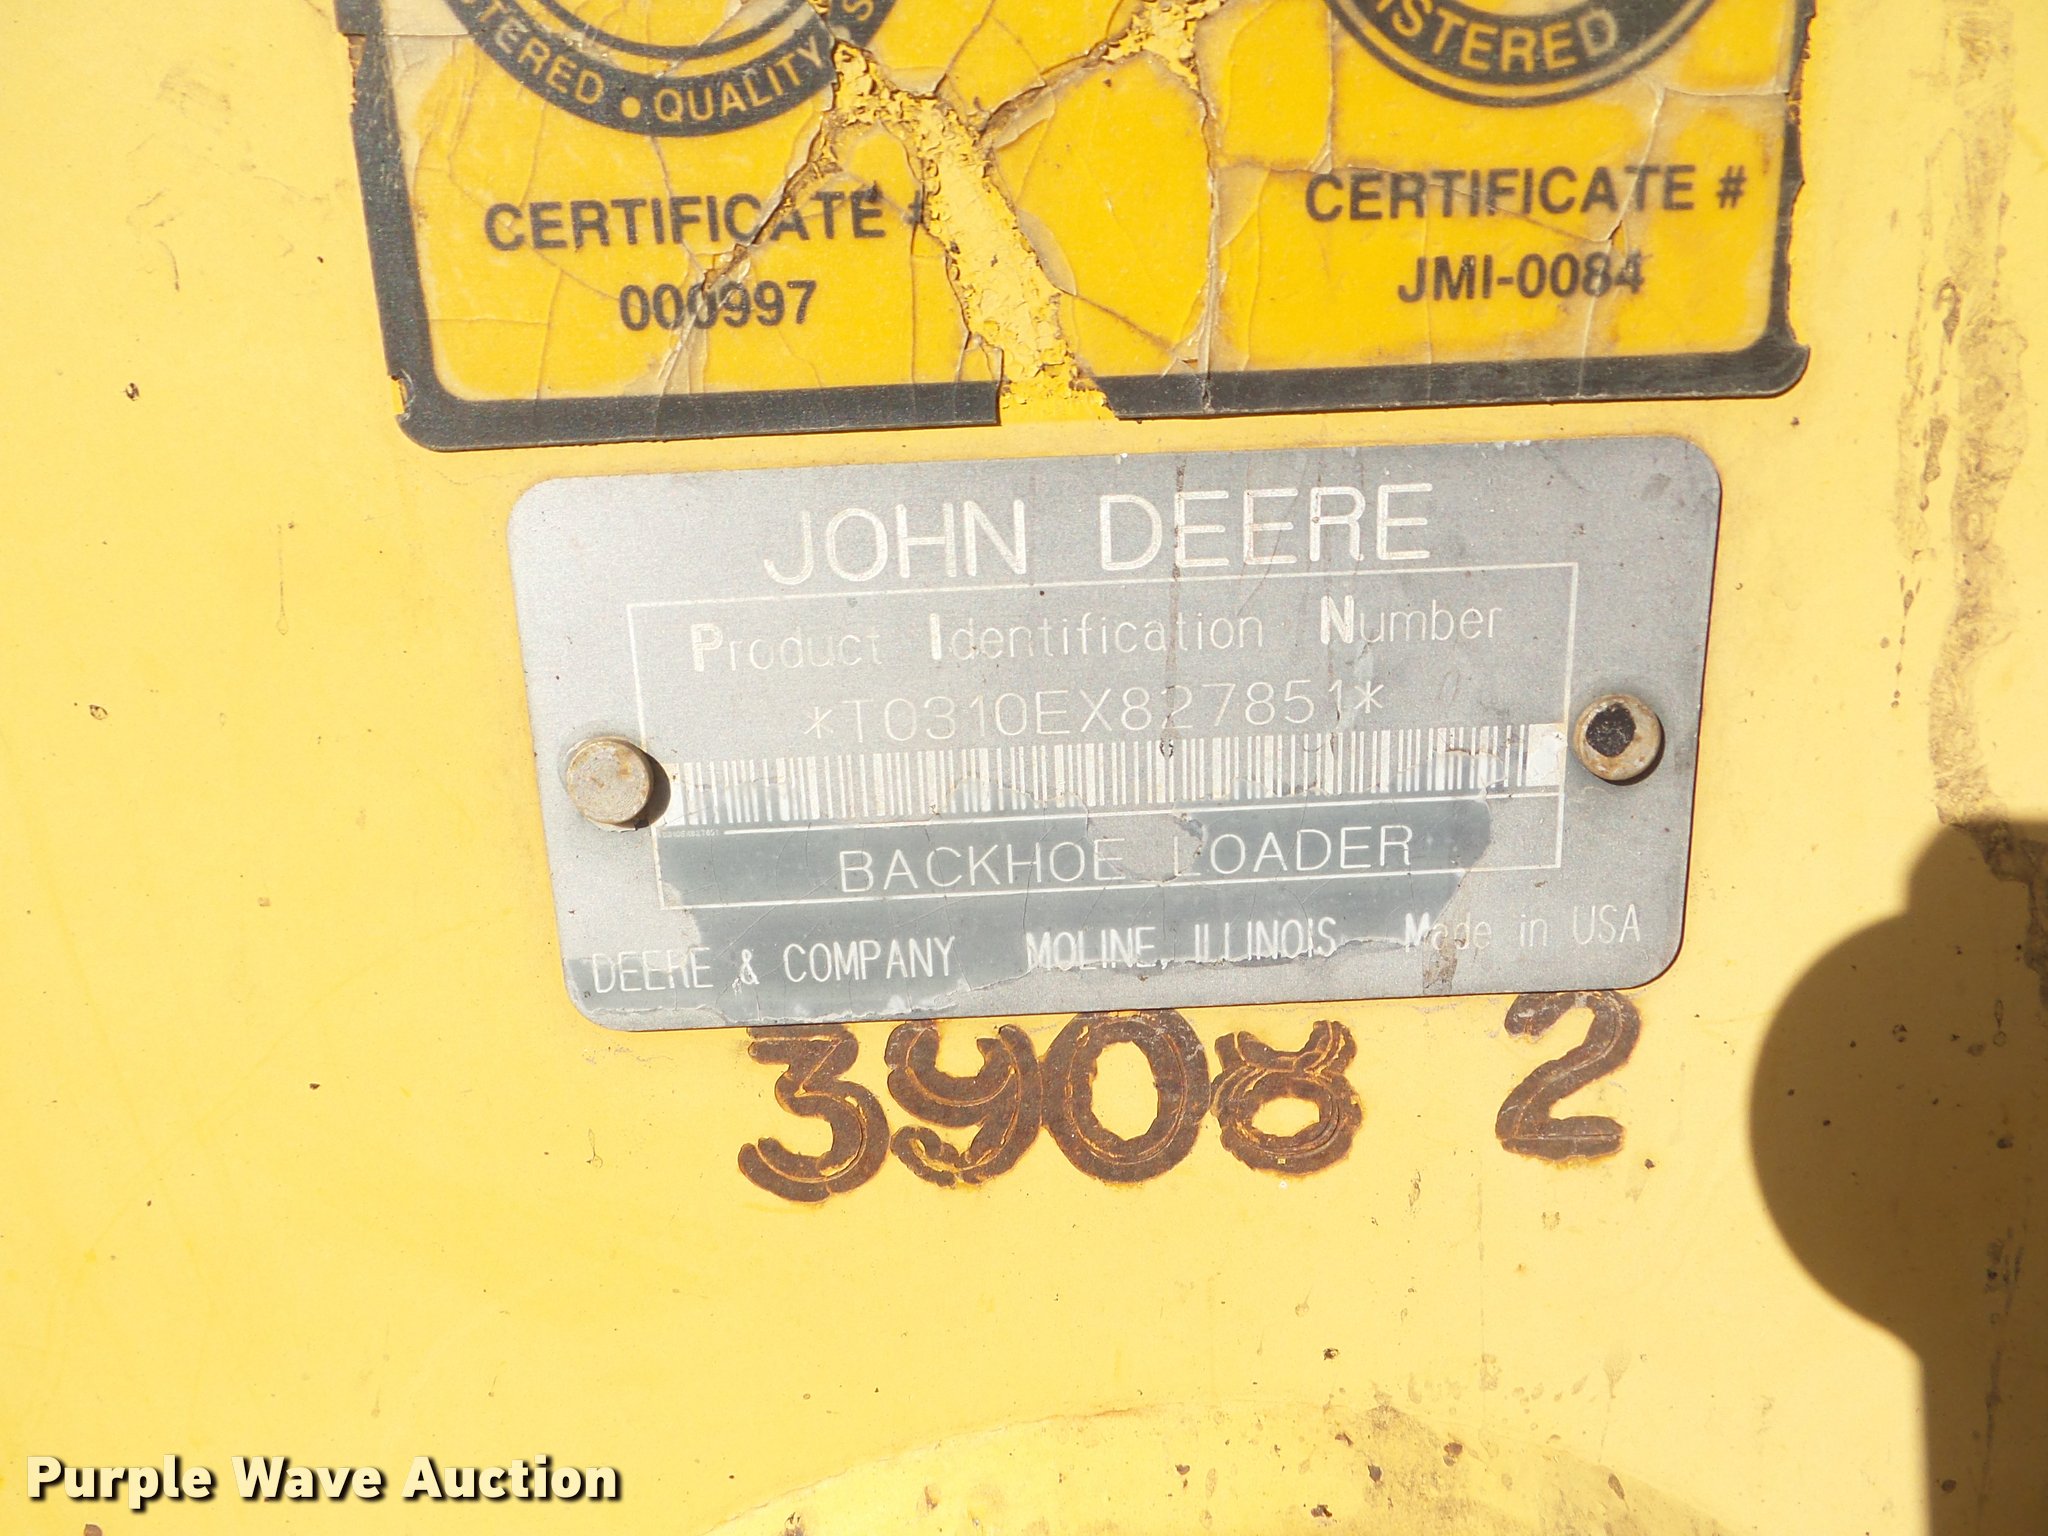 STERED • QUALITY S
ISTERED
CERTIFICATE #
000997
CERTIFICATE #
JMI-0084
JOHN DEERE
Product Identification Number
*T0310EX827851*
BACKHOE LOADER
DEERE & COMPANY MOLINE, ILLINOIS Made in USA
3908 2
Purple Wave Auction